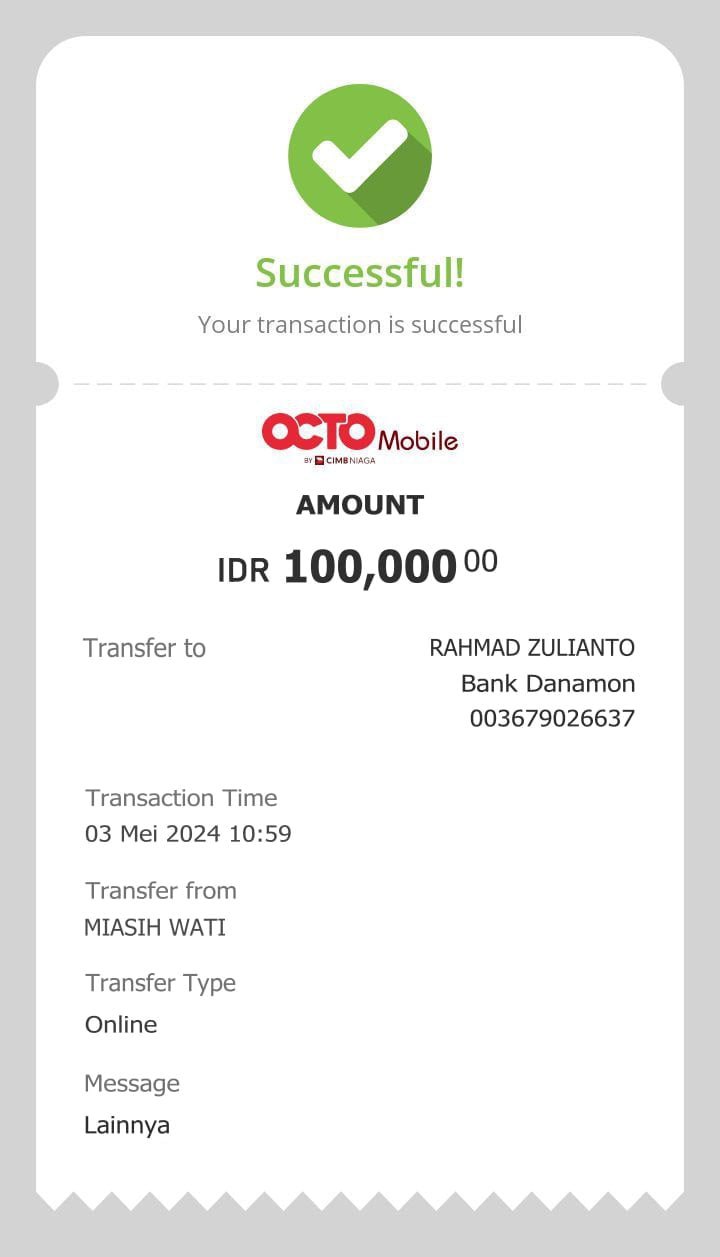 Successful!
Your transaction is successful
OCTO Mobile
BY CIMB NIAGA
AMOUNT
IDR 100,000 00
Transfer to
RAHMAD ZULIANTO
Bank Danamon
003679026637
Transaction Time
03 Mei 2024 10:59
Transfer from
MIASIH WATI
Transfer Type
Online
Message
Lainnya